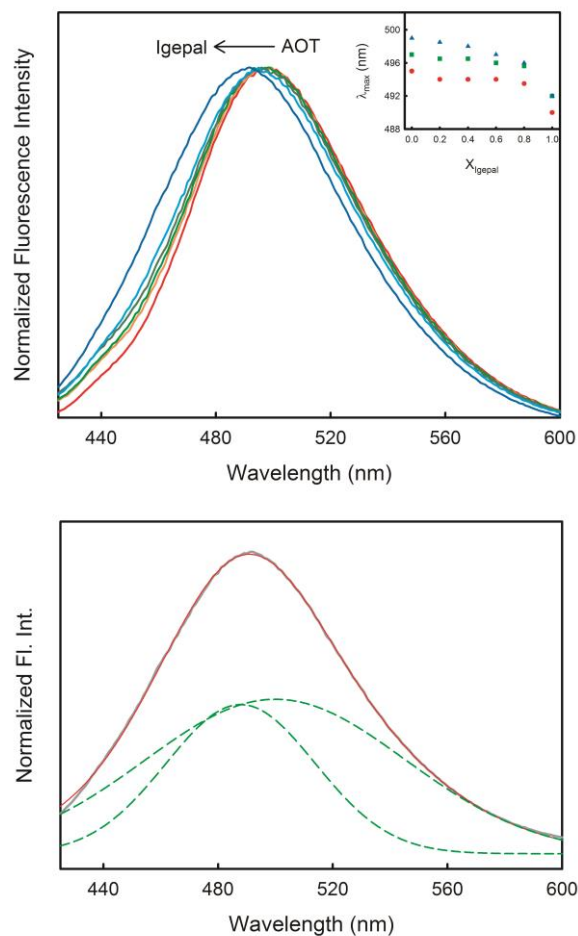 Normalized Fluorescence Intensity
Igepal ← AOT
λmax (nm)
500
496
492
488
0.0 0.2 0.4 0.6 0.8 1.0
XIgepal
440 480 520 560 600
Wavelength (nm)
Normalized Fl. Int.
440 480 520 560 600
Wavelength (nm)